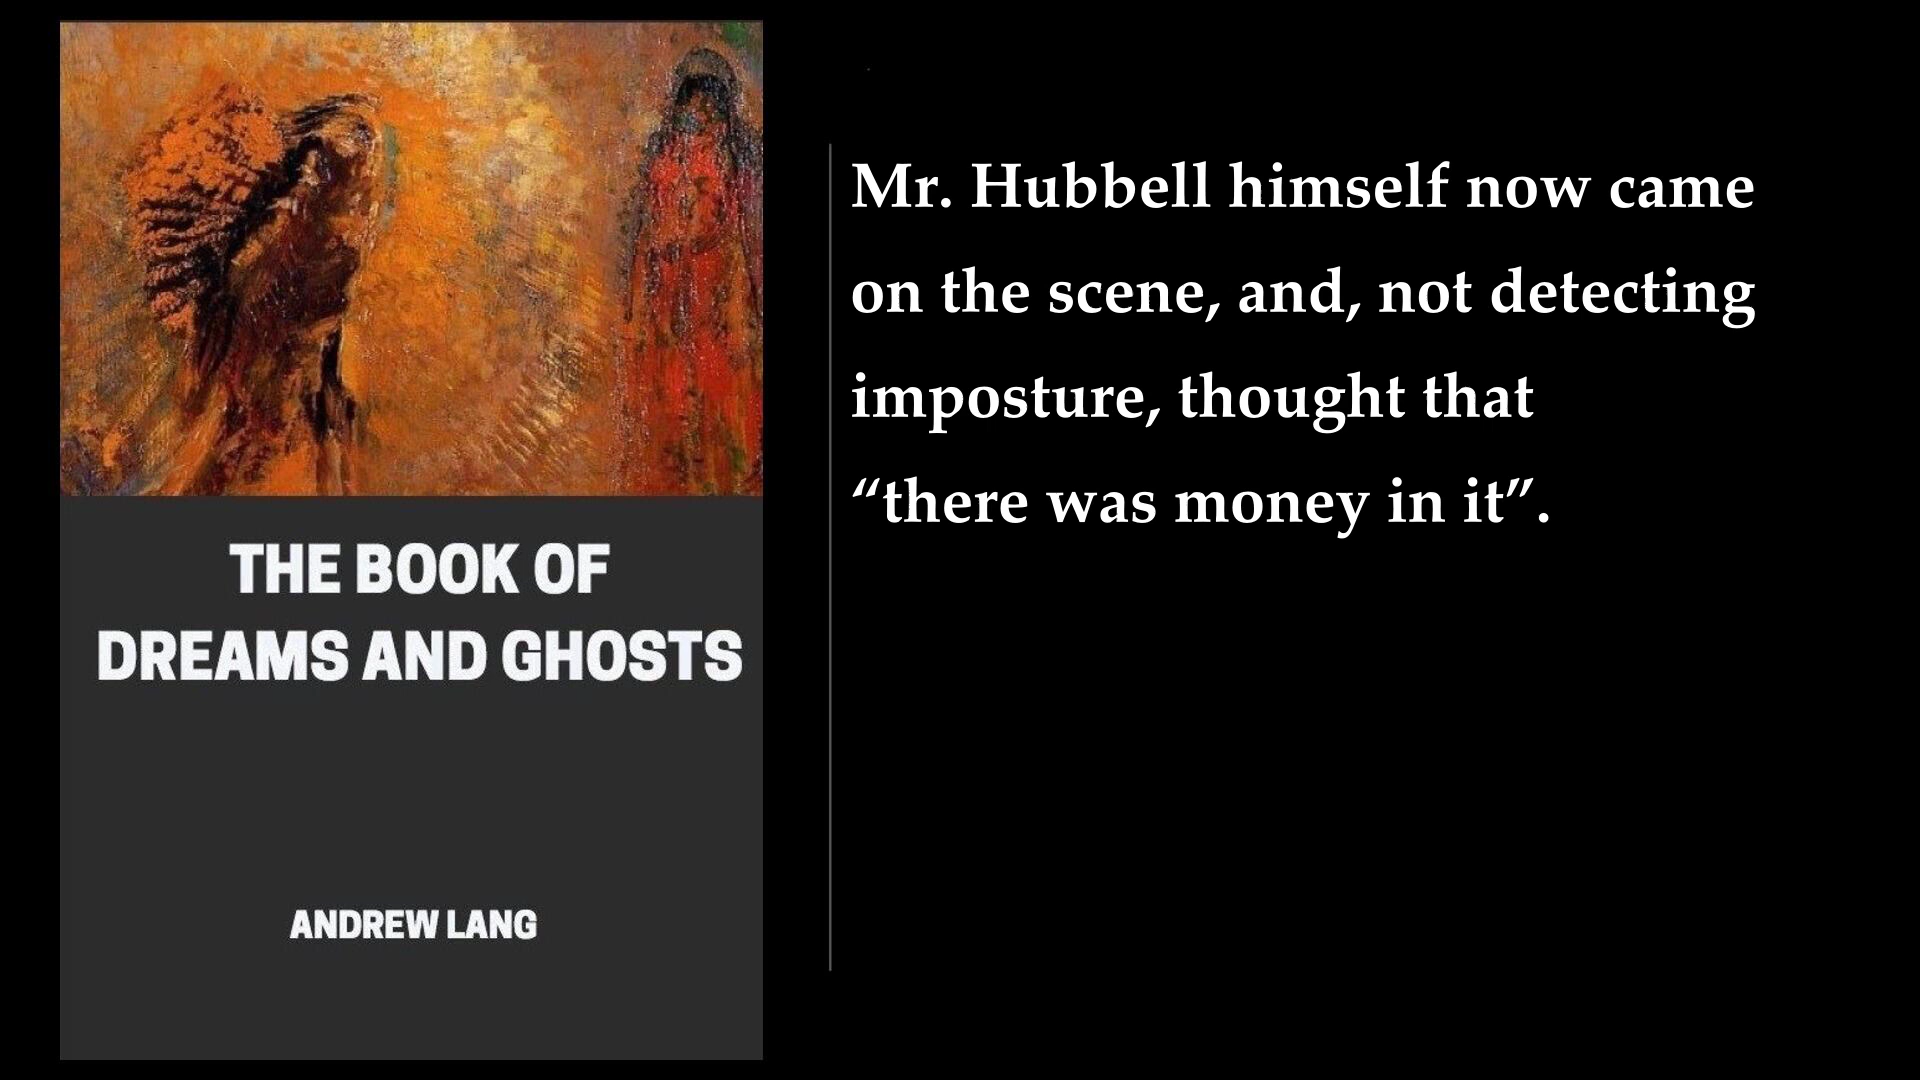 THE BOOK OF
DREAMS AND GHOSTS
ANDREW LANG
Mr. Hubbell himself now came
on the scene, and, not detecting
imposture, thought that
“there was money in it”.